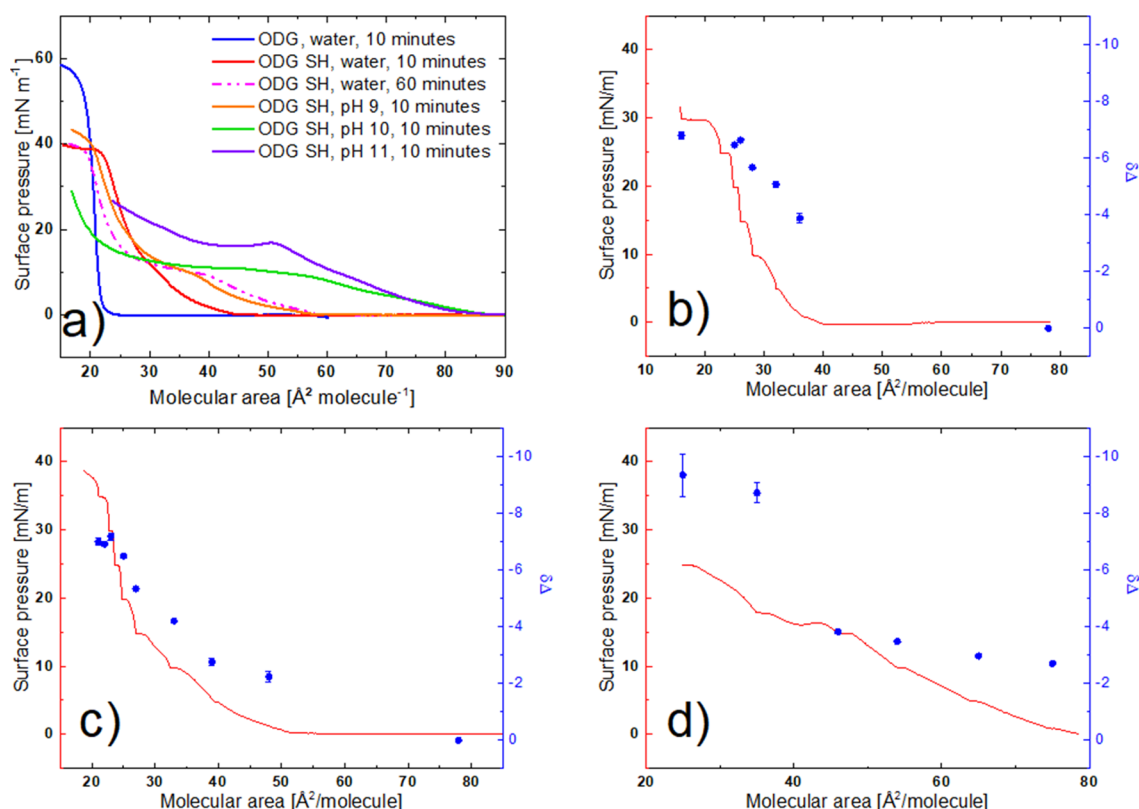 ODG, water, 10 minutes
ODG SH, water, 10 minutes
ODG SH, water, 60 minutes
ODG SH, pH 9, 10 minutes
ODG SH, pH 10, 10 minutes
ODG SH, pH 11, 10 minutes
Surface pressure [mN m⁻¹]
60
40
20
0
a)
20 30 40 50 60 70 80 90
Molecular area [Å² molecule⁻¹]
Surface pressure [mN/m]
40
30
20
10
0
b)
-10
-8
-6
-4
-2
0
δΔ
10 20 30 40 50 60 70 80
Molecular area [Å²/molecule]
Surface pressure [mN/m]
40
30
20
10
0
c)
-10
-8
-6
-4
-2
0
δΔ
20 30 40 50 60 70 80
Molecular area [Å²/molecule]
Surface pressure [mN/m]
40
30
20
10
0
d)
-10
-8
-6
-4
-2
0
δΔ
20 40 60 80
Molecular area [Å²/molecule]